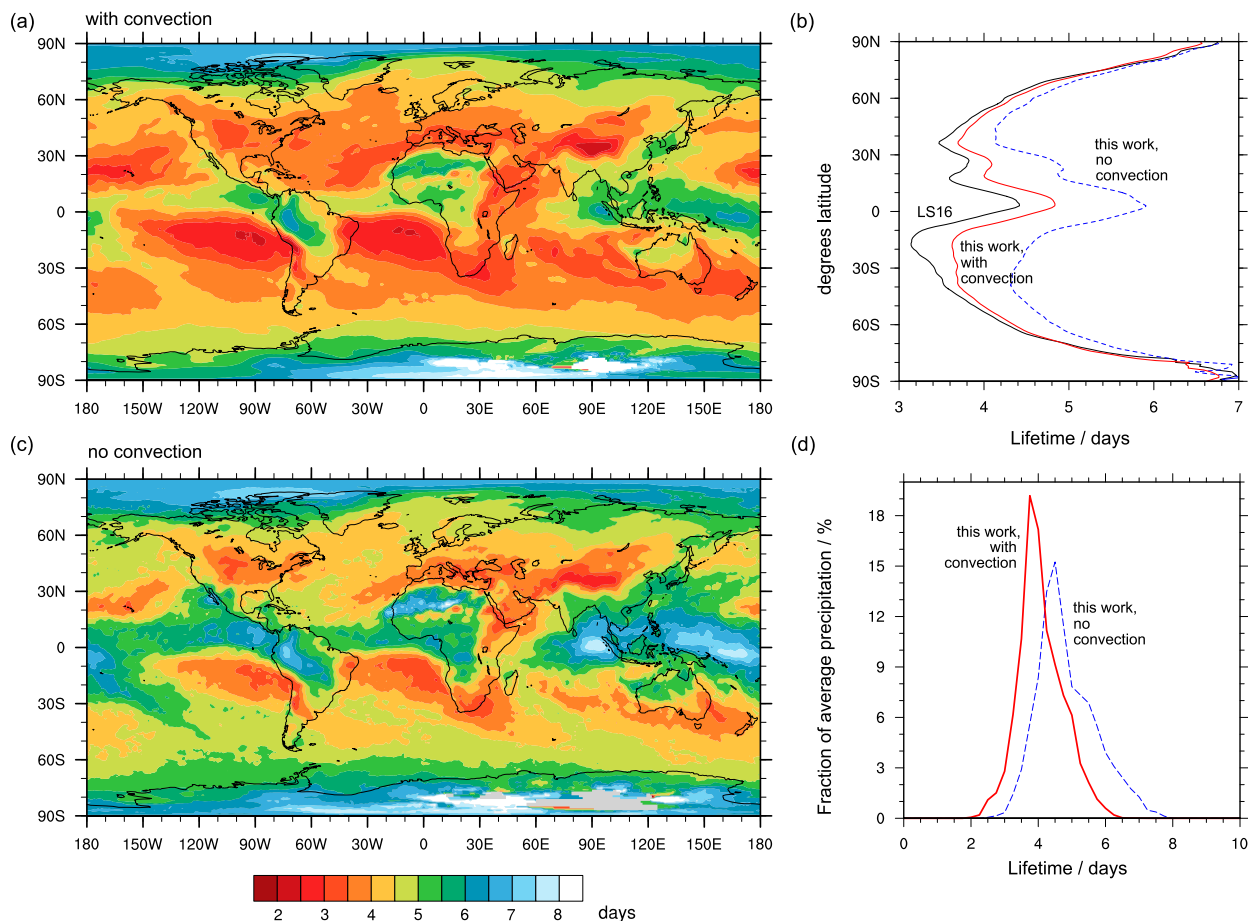 (a) with convection
90N
60N
30N
0
30S
60S
90S
180 150W 120W 90W 60W 30W 0 30E 60E 90E 120E 150E 180
(b)
90N
60N
30N
0
30S
60S
90S
degrees latitude
this work,
no
convection
LS16
this work,
with
convection
3 4 5 6 7
Lifetime / days
(c) no convection
90N
60N
30N
0
30S
60S
90S
180 150W 120W 90W 60W 30W 0 30E 60E 90E 120E 150E 180
2 3 4 5 6 7 8 days
(d)
18
15
12
9
6
3
0
Fraction of average precipitation / %
this work,
with
convection
this work,
no
convection
0 2 4 6 8 10
Lifetime / days